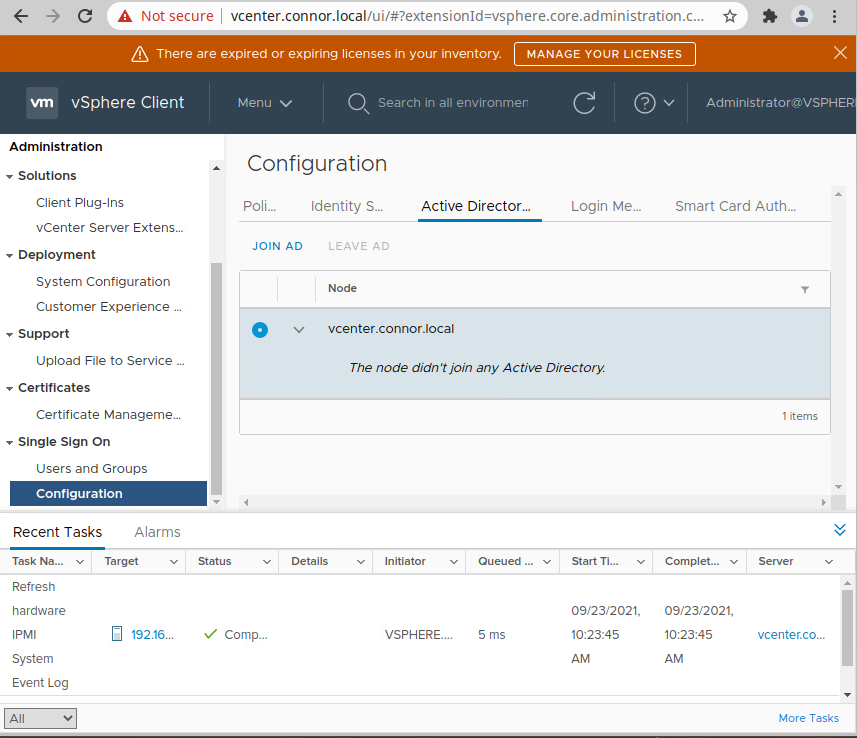 Not secure vcenter.connor.local/ui/#?extensionId=vsphere.core.administration.c...
There are expired or expiring licenses in your inventory. MANAGE YOUR LICENSES
vm vSphere Client Menu Search in all environmen Administrator@VSPHERE
Administration
Solutions
Client Plug-Ins
vCenter Server Extens...
Deployment
System Configuration
Customer Experience ...
Support
Upload File to Service ...
Certificates
Certificate Manageme...
Single Sign On
Users and Groups
Configuration
Configuration
Poli... Identity S... Active Director... Login Me... Smart Card Auth...
JOIN AD LEAVE AD
Node
vcenter.connor.local
The node didn't join any Active Directory.
1 items
Recent Tasks Alarms
Task Na... Target Status Details Initiator Queued ... Start Ti... Complet... Server
Refresh
hardware 09/23/2021, 09/23/2021,
IPMI 192.16... Comp... VSPHERE.... 5 ms 10:23:45 10:23:45 vcenter.co...
System AM AM
Event Log
All More Tasks